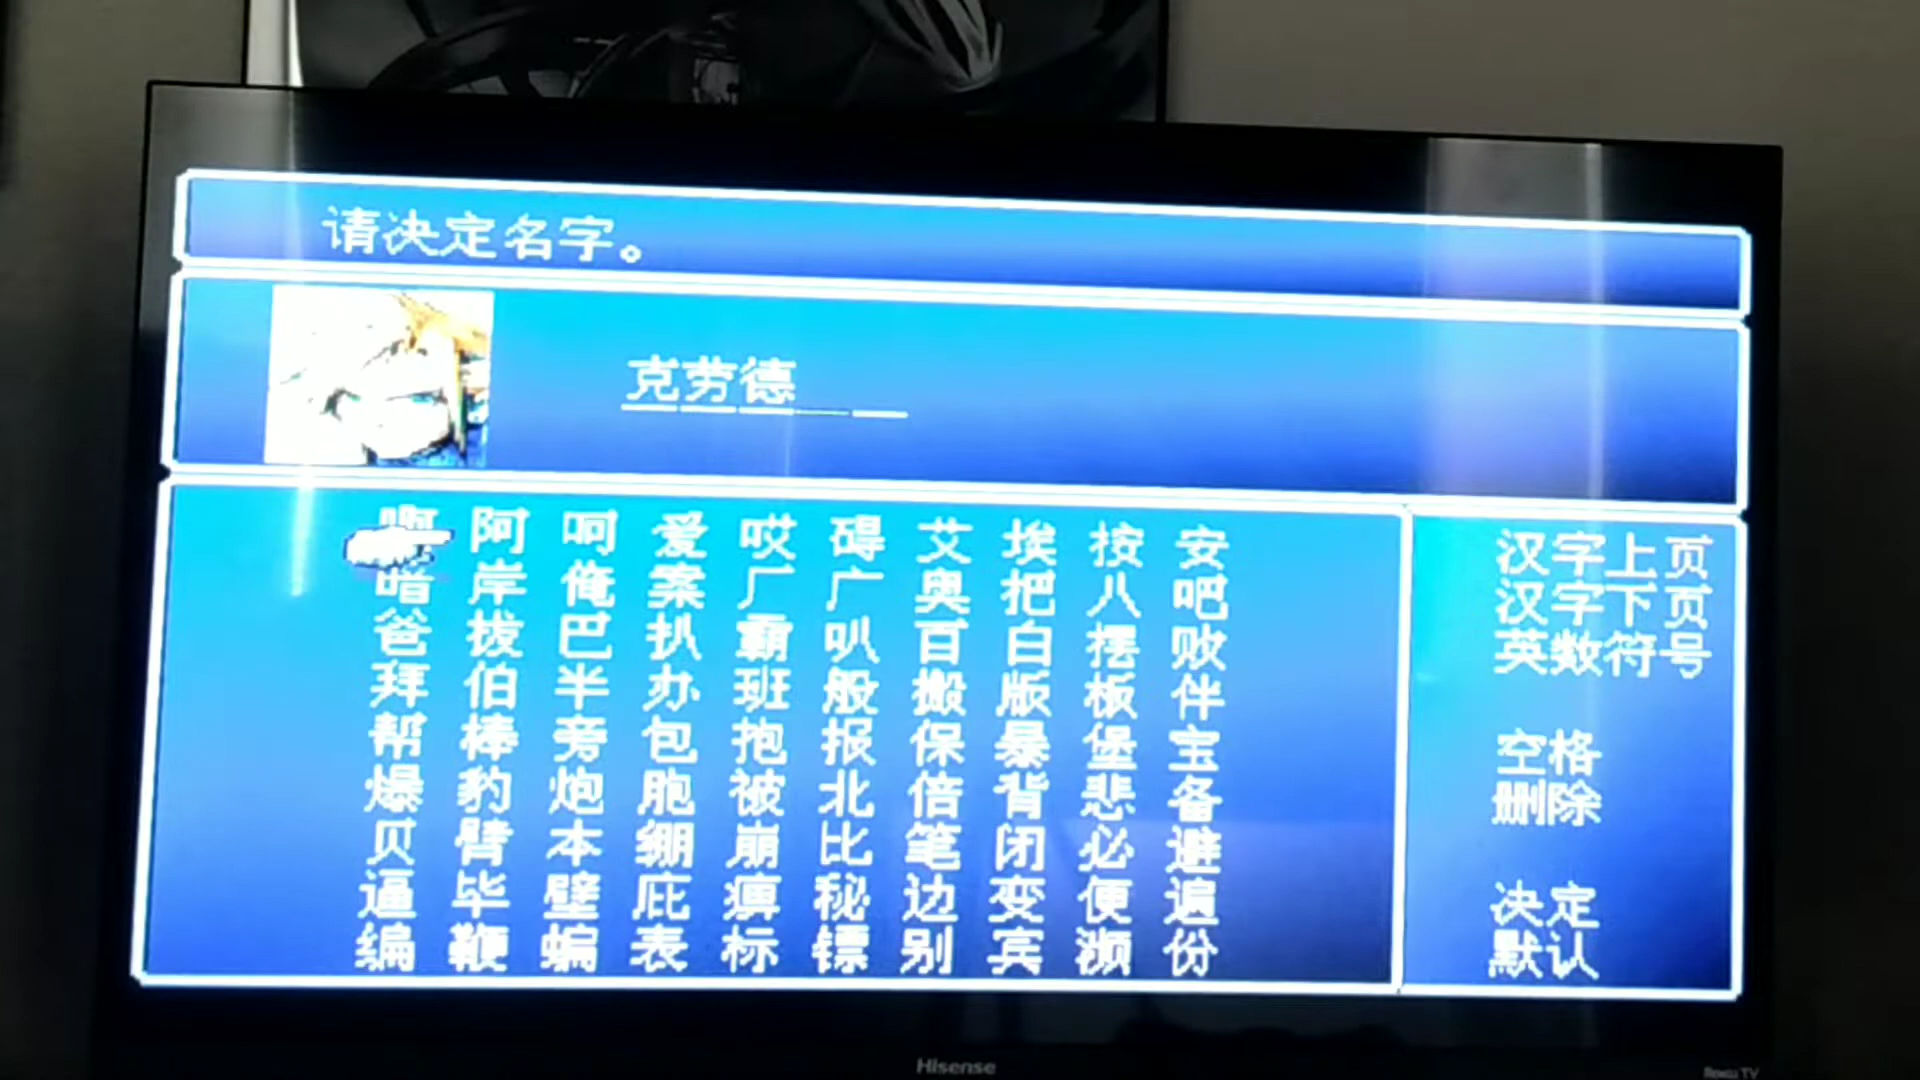 请决定名字。
克劳德
啊 阿 呵 爱 哎 碍 艾 埃 按 安
暗 岸 俺 案 厂 广 奥 把 八 吧
爸 拔 巴 扒 霸 叭 百 白 摆 败
拜 伯 半 办 班 般 搬 版 板 伴
帮 棒 旁 包 抱 报 保 暴 堡 宝
爆 豹 炮 胞 被 北 倍 背 悲 备
贝 臂 本 绷 崩 比 笔 闭 必 避
逼 毕 壁 庇 痹 秘 边 变 便 遍
编 鞭 蝙 表 标 镖 别 宾 濒 份
汉字上页
汉字下页
英数符号
空格
删除
决定
默认
Hisense
Roku TV